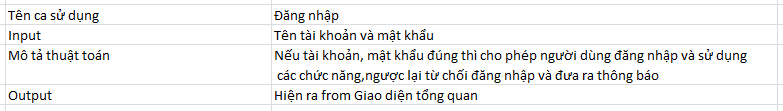 Tên ca sử dụng Đăng nhập
Input Tên tài khoản và mật khẩu
Mô tả thuật toán Nếu tài khoản, mật khẩu đúng thì cho phép người dùng đăng nhập và sử dụng
các chức năng,ngược lại từ chối đăng nhập và đưa ra thông báo
Output Hiện ra from Giao diện tổng quan